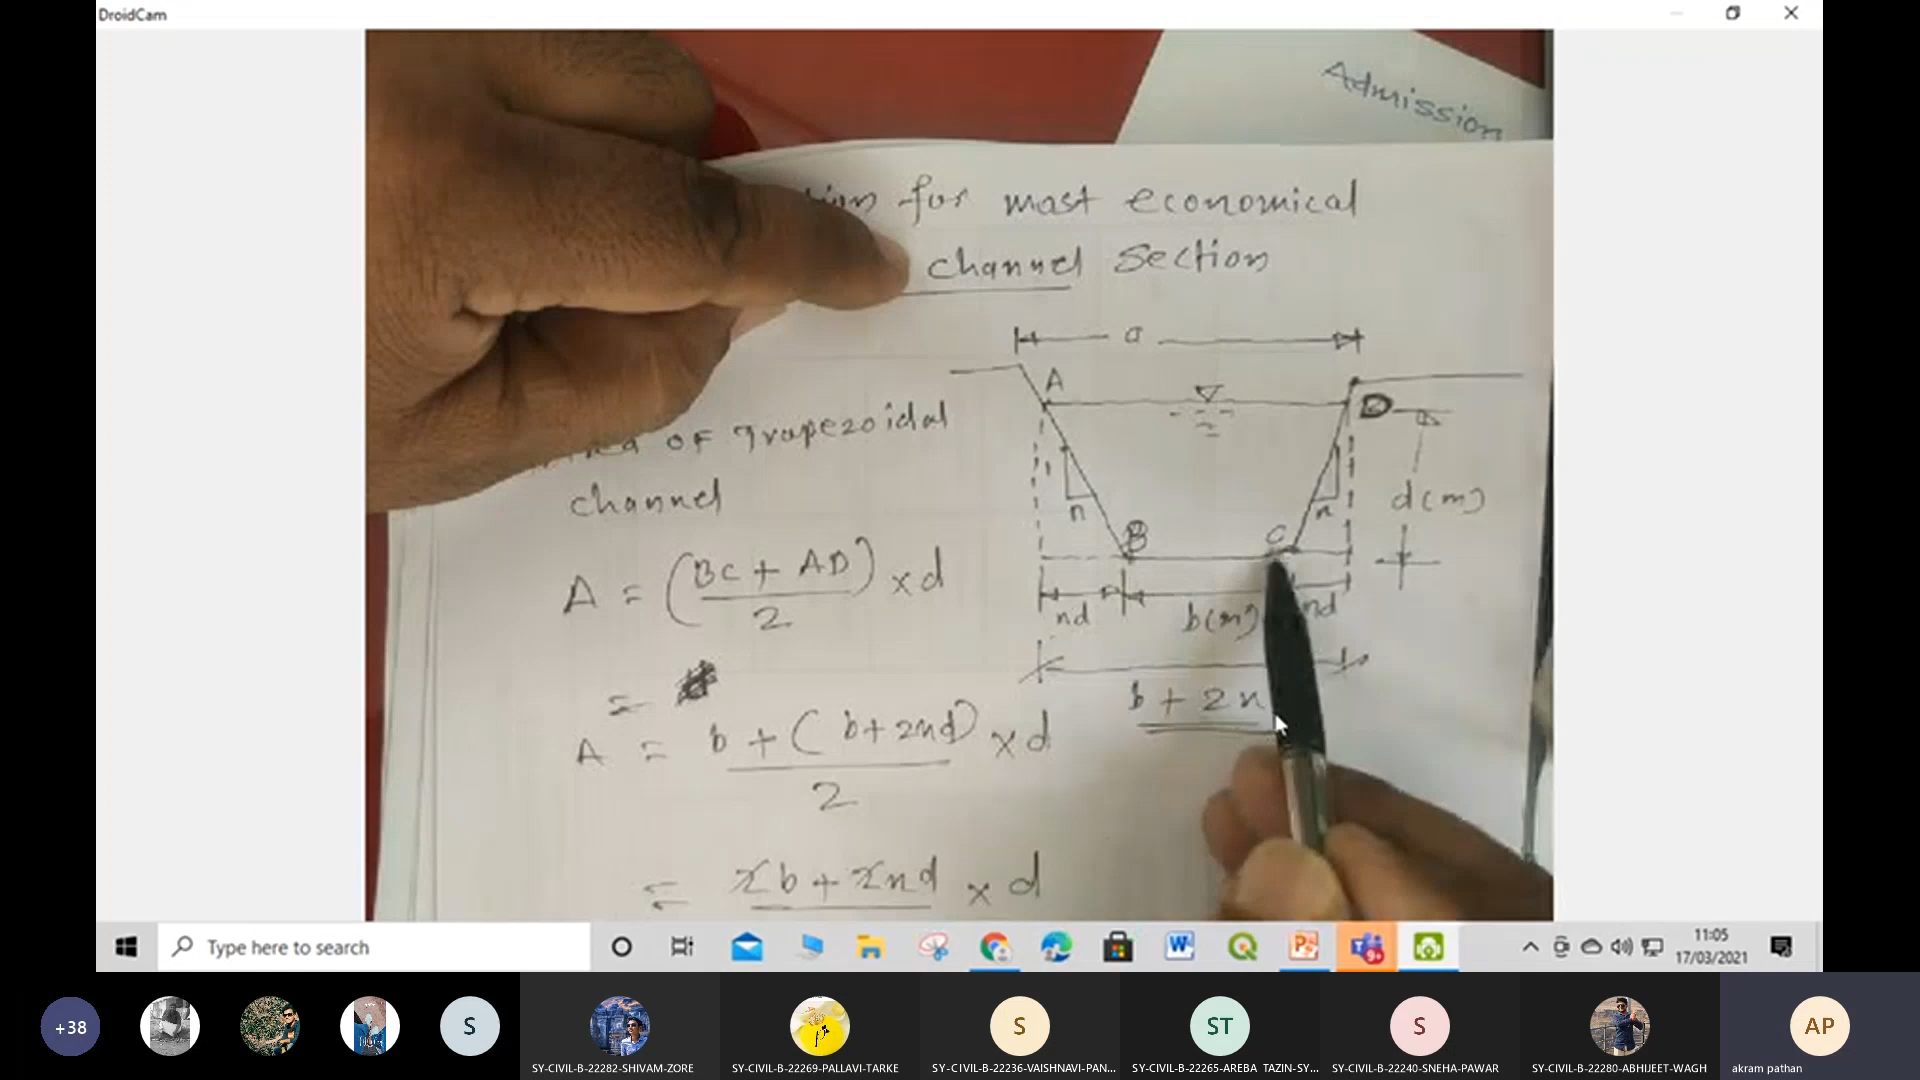 DroidCam
Admission
for most economical
channel Section
a
A
D
OF Trapezoidal
channel
1
n
n
d(m)
B
C
A = (BC + AD / 2) x d
nd
b(m)
nd
=
b + 2n
A = b + (b + 2nd) / 2 x d
= 2b + 2nd x d
Type here to search
11:05
17/03/2021
+38
S
S
ST
S
AP
SY-CIVIL-B-22282-SHIVAM-ZORE
SY-CIVIL-B-22269-PALLAVI-TARKE
SY-CIVIL-B-22236-VAISHNAVI-PAN...
SY-CIVIL-B-22265-AREBA TAZIN-SY...
SY-CIVIL-B-22240-SNEHA-PAWAR
SY-CIVIL-B-22280-ABHIJEET-WAGH
akram pathan